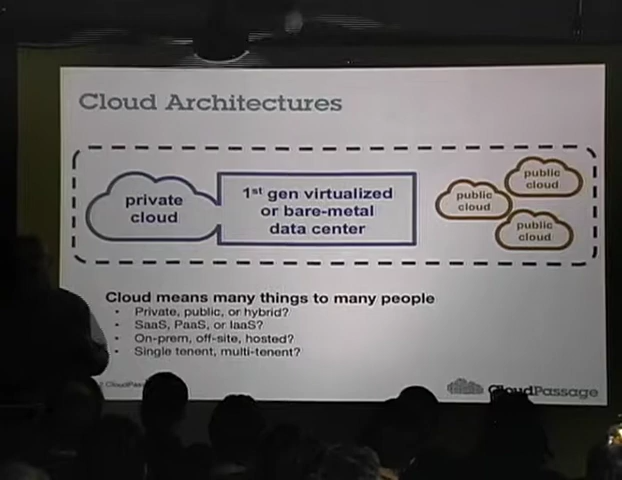 Cloud Architectures
private
cloud
1st gen virtualized
or bare-metal
data center
public
cloud
public
cloud
public
cloud
Cloud means many things to many people
• Private, public, or hybrid?
• SaaS, PaaS, or IaaS?
• On-prem, off-site, hosted?
• Single tenent, multi-tenent?
CloudPassage